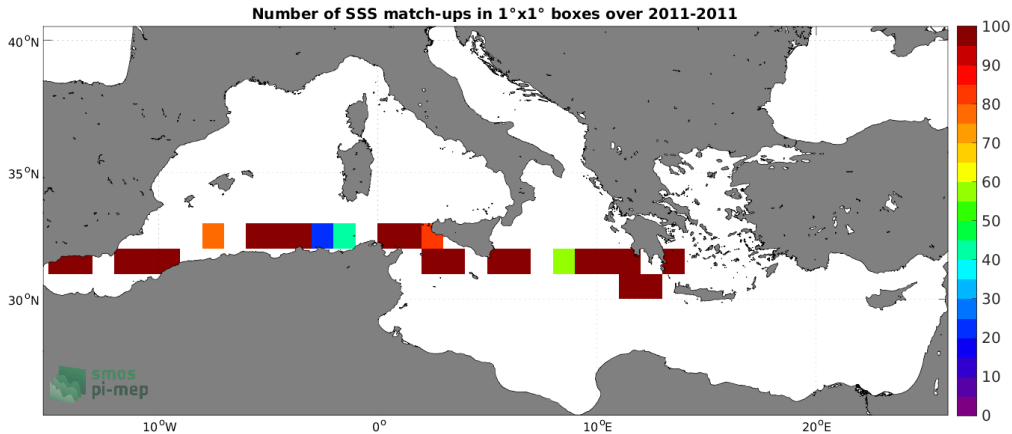 Number of SSS match-ups in 1°x1° boxes over 2011-2011
40°N
35°N
30°N
10°W
0°
10°E
20°E
100
90
80
70
60
50
40
30
20
10
0
smos
pi-mep